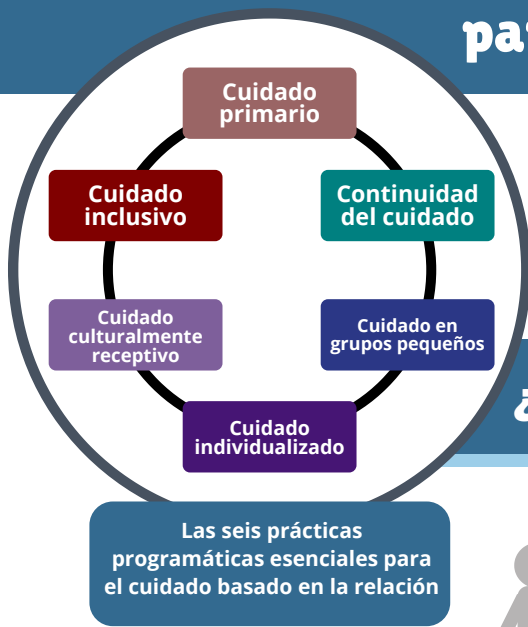 Cuidado
primario
Cuidado
inclusivo
Continuidad
del cuidado
Cuidado
culturalmente
receptivo
Cuidado en
grupos pequeños
Cuidado
individualizado
Las seis prácticas
programáticas esenciales para
el cuidado basado en la relación